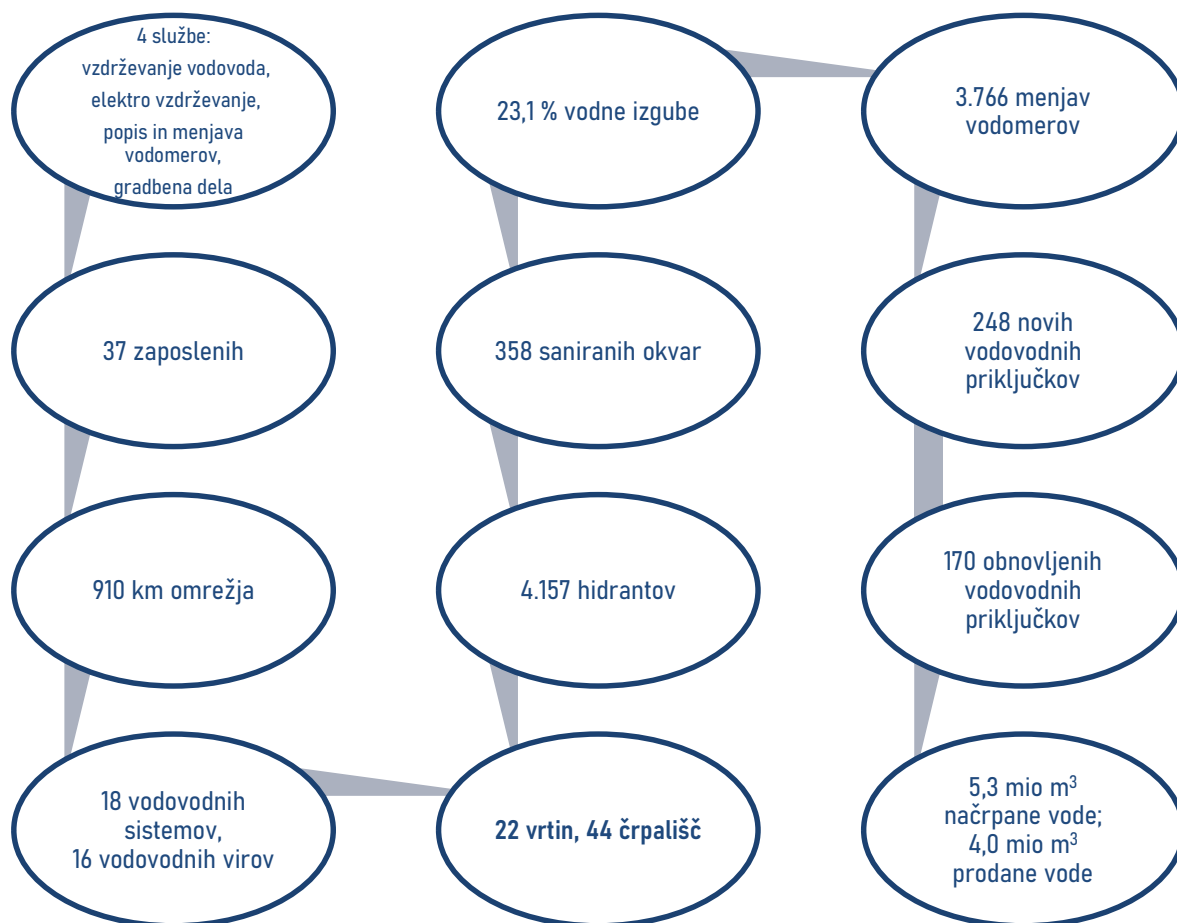 4 službe:
vzdrževanje vodovoda,
elektro vzdrževanje,
popis in menjava
vodomerov,
gradbena dela
37 zaposlenih
910 km omrežja
18 vodovodnih
sistemov,
16 vodovodnih virov
22 vrtin, 44 črpališč
4.157 hidrantov
358 saniranih okvar
23,1 % vodne izgube
3.766 menjav
vodomerov
248 novih
vodovodnih
priključkov
170 obnovljenih
vodovodnih
priključkov
5,3 mio m³
načrpane vode;
4,0 mio m³
prodane vode